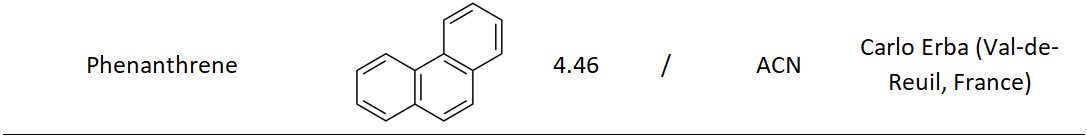 Phenanthrene 4.46 / ACN Carlo Erba (Val-de-
Reuil, France)